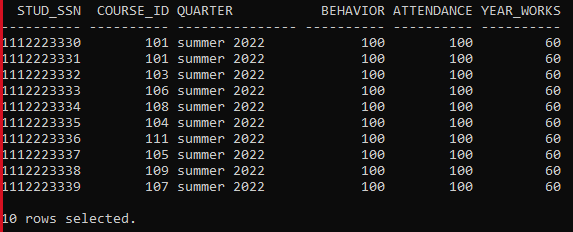 STUD_SSN COURSE_ID QUARTER BEHAVIOR ATTENDANCE YEAR_WORKS
---------- ---------- --------------- ---------- ---------- ----------
1112223330 101 summer 2022 100 100 60
1112223331 101 summer 2022 100 100 60
1112223332 103 summer 2022 100 100 60
1112223333 106 summer 2022 100 100 60
1112223334 108 summer 2022 100 100 60
1112223335 104 summer 2022 100 100 60
1112223336 111 summer 2022 100 100 60
1112223337 105 summer 2022 100 100 60
1112223338 109 summer 2022 100 100 60
1112223339 107 summer 2022 100 100 60
10 rows selected.